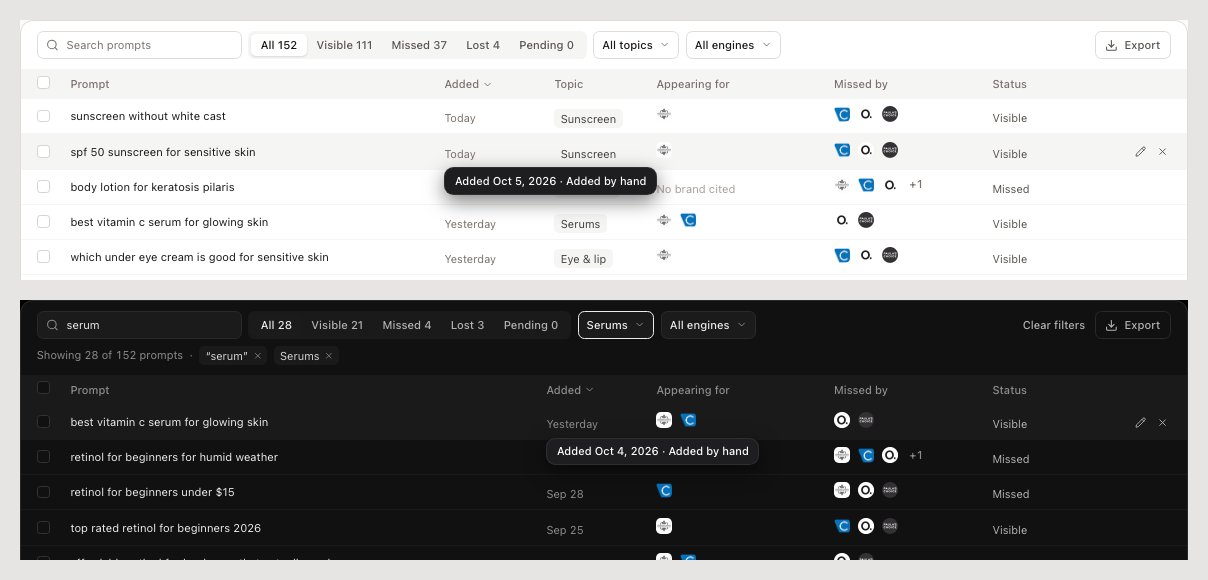 Search prompts All 152 Visible 111 Missed 37 Lost 4 Pending 0 All topics All engines Export
Prompt Added Topic Appearing for Missed by Status
sunscreen without white cast Today Sunscreen C O. Visible
spf 50 sunscreen for sensitive skin Today Sunscreen C O. Visible
Added Oct 5, 2026 · Added by hand
body lotion for keratosis pilaris No brand cited C O. +1 Missed
best vitamin c serum for glowing skin Yesterday Serums C O. Visible
which under eye cream is good for sensitive skin Yesterday Eye & lip C O. Visible
serum All 28 Visible 21 Missed 4 Lost 3 Pending 0 Serums All engines Clear filters Export
Showing 28 of 152 prompts · “serum” × Serums ×
Prompt Added Appearing for Missed by Status
best vitamin c serum for glowing skin Yesterday C O. Visible
Added Oct 4, 2026 · Added by hand
retinol for beginners for humid weather C O. +1 Missed
retinol for beginners under $15 Sep 28 C O. Missed
top rated retinol for beginners 2026 Sep 25 C O. Visible